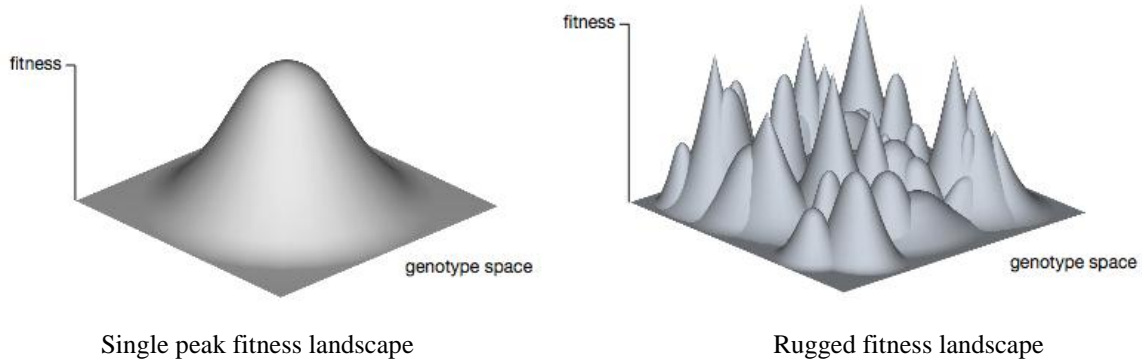 fitness
genotype space
Single peak fitness landscape
fitness
genotype space
Rugged fitness landscape